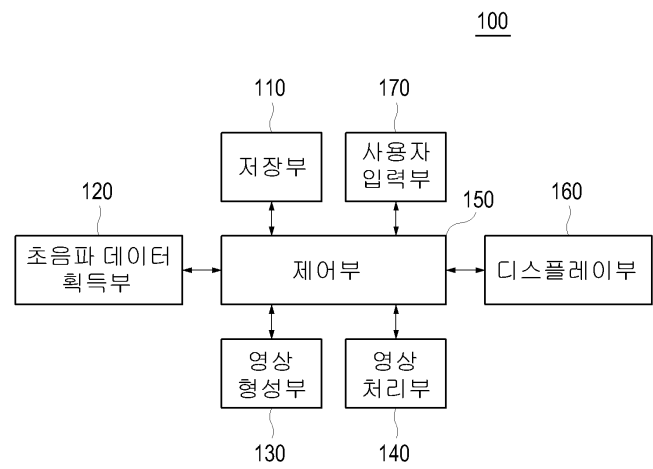 100
110
170
저장부
사용자
입력부
120
150
160
초음파 데이터
획득부
제어부
디스플레이부
영상
형성부
영상
처리부
130
140